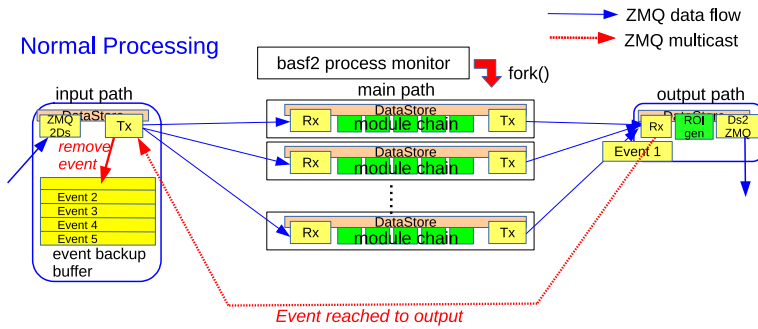 ZMQ data flow
ZMQ multicast
Normal Processing
basf2 process monitor
fork()
input path
main path
output path
DataStore
ZMQ
2Ds
Tx
remove
event
Event 2
Event 3
Event 4
Event 5
event backup
buffer
DataStore
Rx
module chain
Tx
DataStore
Rx
module chain
Tx
DataStore
Rx
module chain
Tx
DataStore
Rx
ROI
gen
Ds2
ZMQ
Event 1
Event reached to output